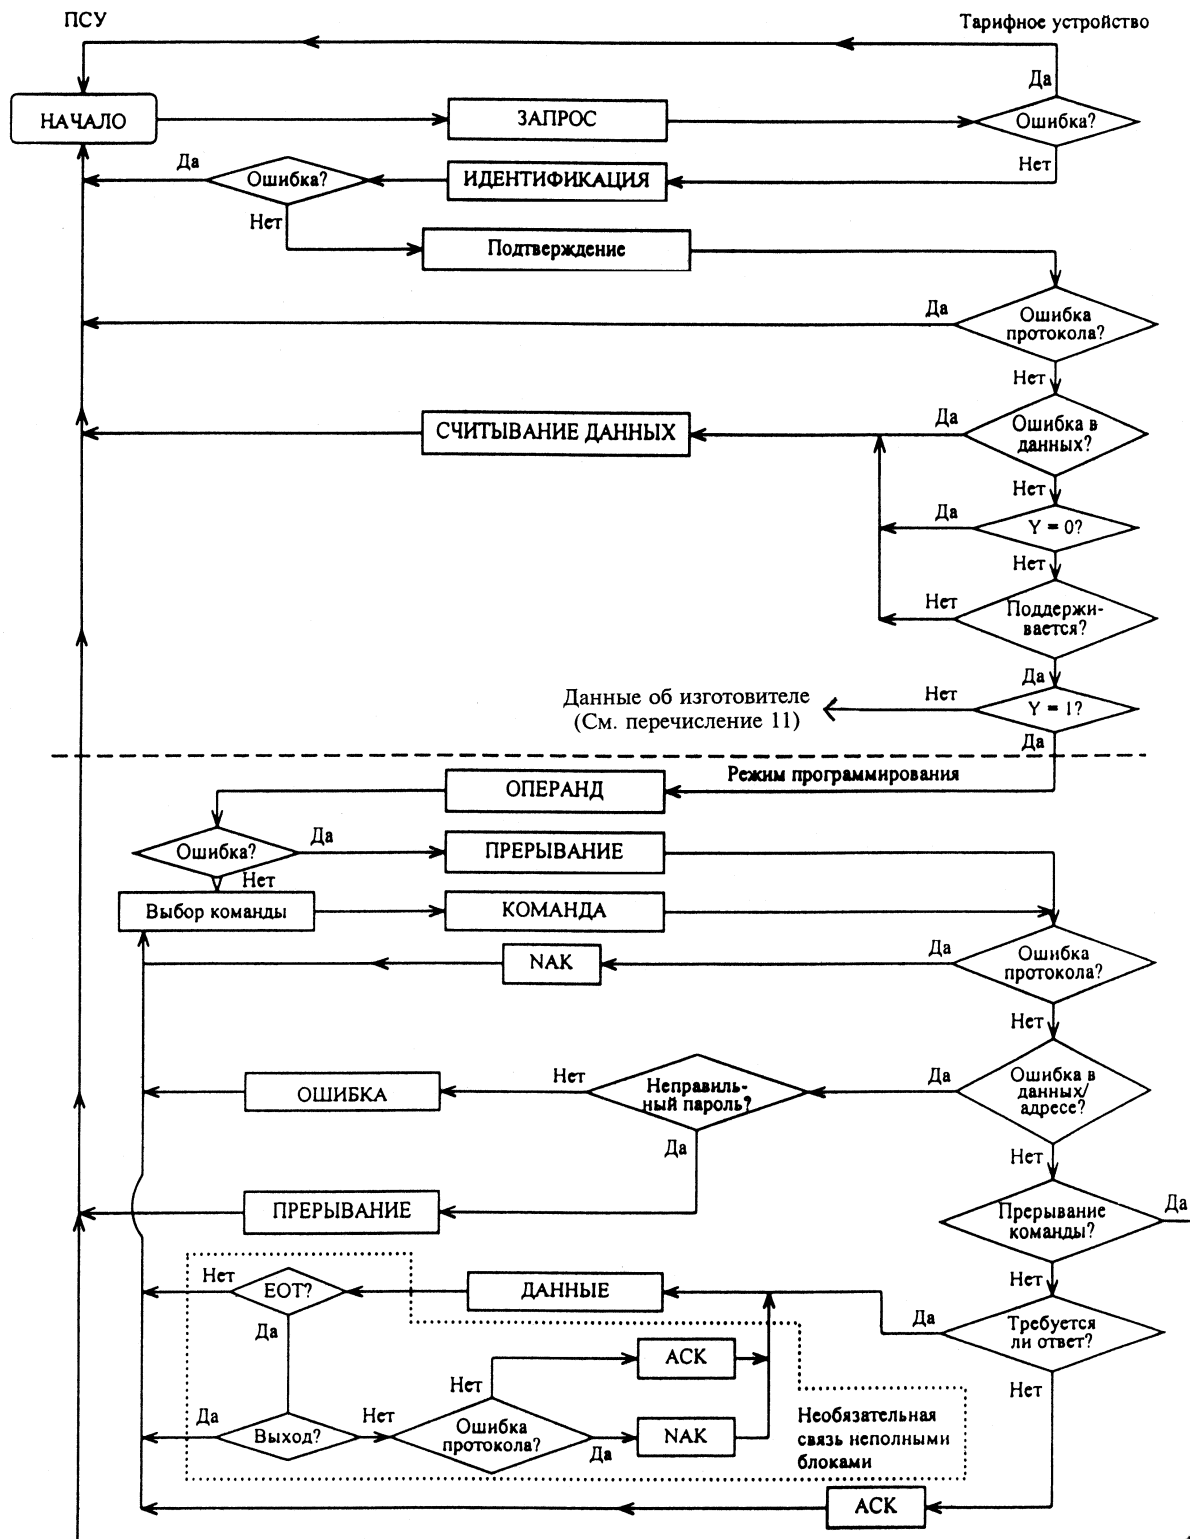 ПСУ
Тарифное устройство
Да
НАЧАЛО
ЗАПРОС
Ошибка?
Да
Нет
Ошибка?
ИДЕНТИФИКАЦИЯ
Нет
Подтверждение
Да
Ошибка
протокола?
Нет
СЧИТЫВАНИЕ ДАННЫХ
Да
Ошибка в
данных?
Нет
Да
Y = 0?
Нет
Нет
Поддержи-
вается?
Да
Данные об изготовителе
(См. перечисление 11)
Нет
Y = 1?
Да
Режим программирования
ОПЕРАНД
Ошибка?
Да
ПРЕРЫВАНИЕ
Нет
Выбор команды
КОМАНДА
NAK
Да
Ошибка
протокола?
Нет
ОШИБКА
Нет
Неправиль-
ный пароль?
Да
Ошибка в
данных/
адресе?
Да
Нет
ПРЕРЫВАНИЕ
Прерывание
команды?
Да
Нет
Нет
EOT?
ДАННЫЕ
Да
Да
Требуется
ли ответ?
ACK
Нет
Нет
Да
Выход?
Нет
Ошибка
протокола?
Да
NAK
Необязательная
связь неполными
блоками
ACK